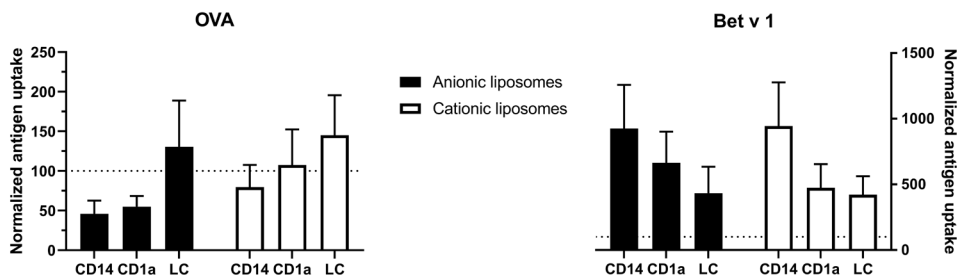 OVA
Normalized antigen uptake
250
200
150
100
50
0
CD14 CD1a LC CD14 CD1a LC
Anionic liposomes
Cationic liposomes
Bet v 1
1500
1000
500
0
Normalized antigen uptake
CD14 CD1a LC CD14 CD1a LC